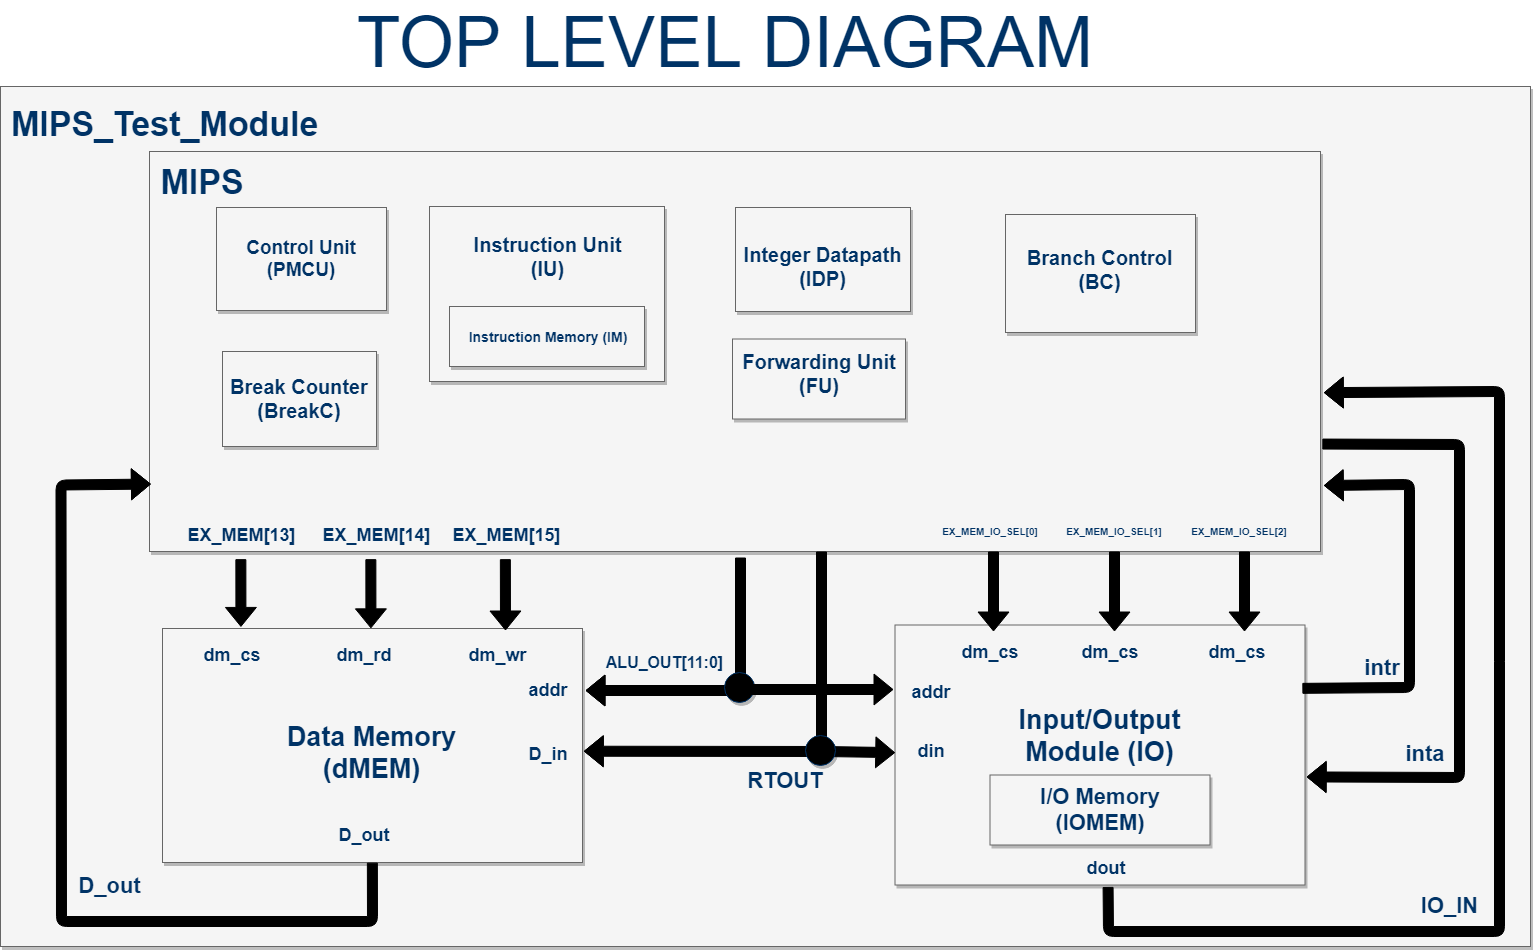 TOP LEVEL DIAGRAM
MIPS_Test_Module
MIPS
Control Unit
(PMCU)
Instruction Unit
(IU)
Instruction Memory (IM)
Integer Datapath
(IDP)
Branch Control
(BC)
Break Counter
(BreakC)
Forwarding Unit
(FU)
EX_MEM[13] EX_MEM[14] EX_MEM[15]
EX_MEM_IO_SEL[0] EX_MEM_IO_SEL[1] EX_MEM_IO_SEL[2]
dm_cs dm_rd dm_wr
addr
Data Memory
(dMEM)
D_in
D_out
D_out
ALU_OUT[11:0]
RTOUT
dm_cs dm_cs dm_cs
addr
Input/Output
Module (IO)
din
I/O Memory
(IOMEM)
dout
intr
inta
IO_IN